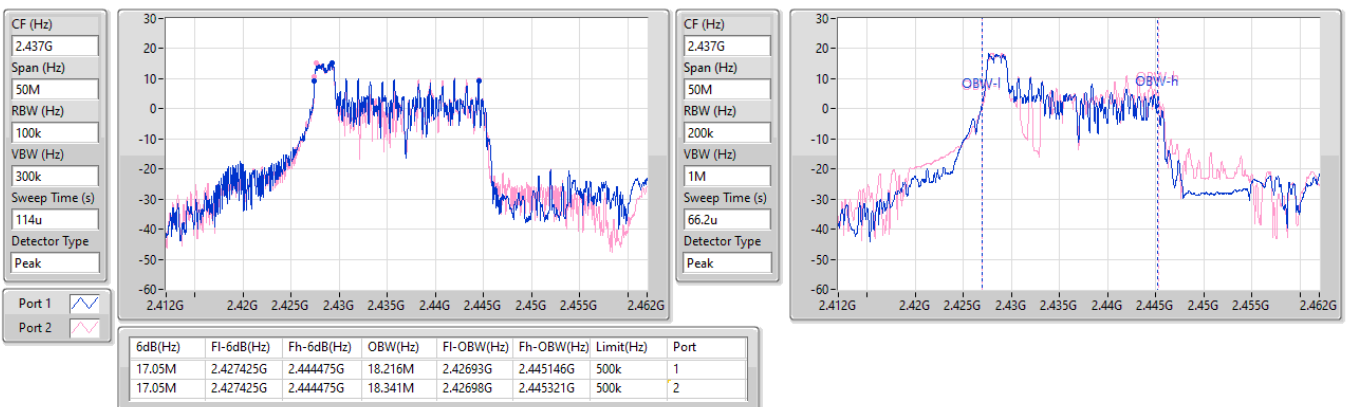 CF (Hz)
2.437G
Span (Hz)
50M
RBW (Hz)
100k
VBW (Hz)
300k
Sweep Time (s)
114u
Detector Type
Peak
Port 1
Port 2
30
20
10
0
-10
-20
-30
-40
-50
-60
2.412G 2.42G 2.425G 2.43G 2.435G 2.44G 2.445G 2.45G 2.455G 2.462G
CF (Hz)
2.437G
Span (Hz)
50M
RBW (Hz)
200k
VBW (Hz)
1M
Sweep Time (s)
66.2u
Detector Type
Peak
30
20
10
0
-10
-20
-30
-40
-50
-60
OBW-l OBW-h
2.412G 2.42G 2.425G 2.43G 2.435G 2.44G 2.445G 2.45G 2.455G 2.462G
6dB(Hz) Fl-6dB(Hz) Fh-6dB(Hz) OBW(Hz) Fl-OBW(Hz) Fh-OBW(Hz) Limit(Hz) Port
17.05M 2.427425G 2.444475G 18.216M 2.42693G 2.445146G 500k 1
17.05M 2.427425G 2.444475G 18.341M 2.42698G 2.445321G 500k 2